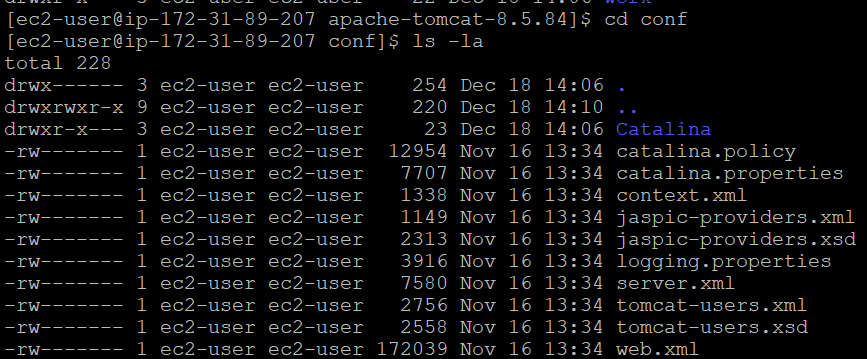 [ec2-user@ip-172-31-89-207 apache-tomcat-8.5.84]$ cd conf
[ec2-user@ip-172-31-89-207 conf]$ ls -la
total 228
drwx------ 3 ec2-user ec2-user    254 Dec 18 14:06 .
drwxrwxr-x 9 ec2-user ec2-user    220 Dec 18 14:10 ..
drwxr-x--- 3 ec2-user ec2-user     23 Dec 18 14:06 Catalina
-rw------- 1 ec2-user ec2-user  12954 Nov 16 13:34 catalina.policy
-rw------- 1 ec2-user ec2-user   7707 Nov 16 13:34 catalina.properties
-rw------- 1 ec2-user ec2-user   1338 Nov 16 13:34 context.xml
-rw------- 1 ec2-user ec2-user   1149 Nov 16 13:34 jaspic-providers.xml
-rw------- 1 ec2-user ec2-user   2313 Nov 16 13:34 jaspic-providers.xsd
-rw------- 1 ec2-user ec2-user   3916 Nov 16 13:34 logging.properties
-rw------- 1 ec2-user ec2-user   7580 Nov 16 13:34 server.xml
-rw------- 1 ec2-user ec2-user   2756 Nov 16 13:34 tomcat-users.xml
-rw------- 1 ec2-user ec2-user   2558 Nov 16 13:34 tomcat-users.xsd
-rw------- 1 ec2-user ec2-user 172039 Nov 16 13:34 web.xml